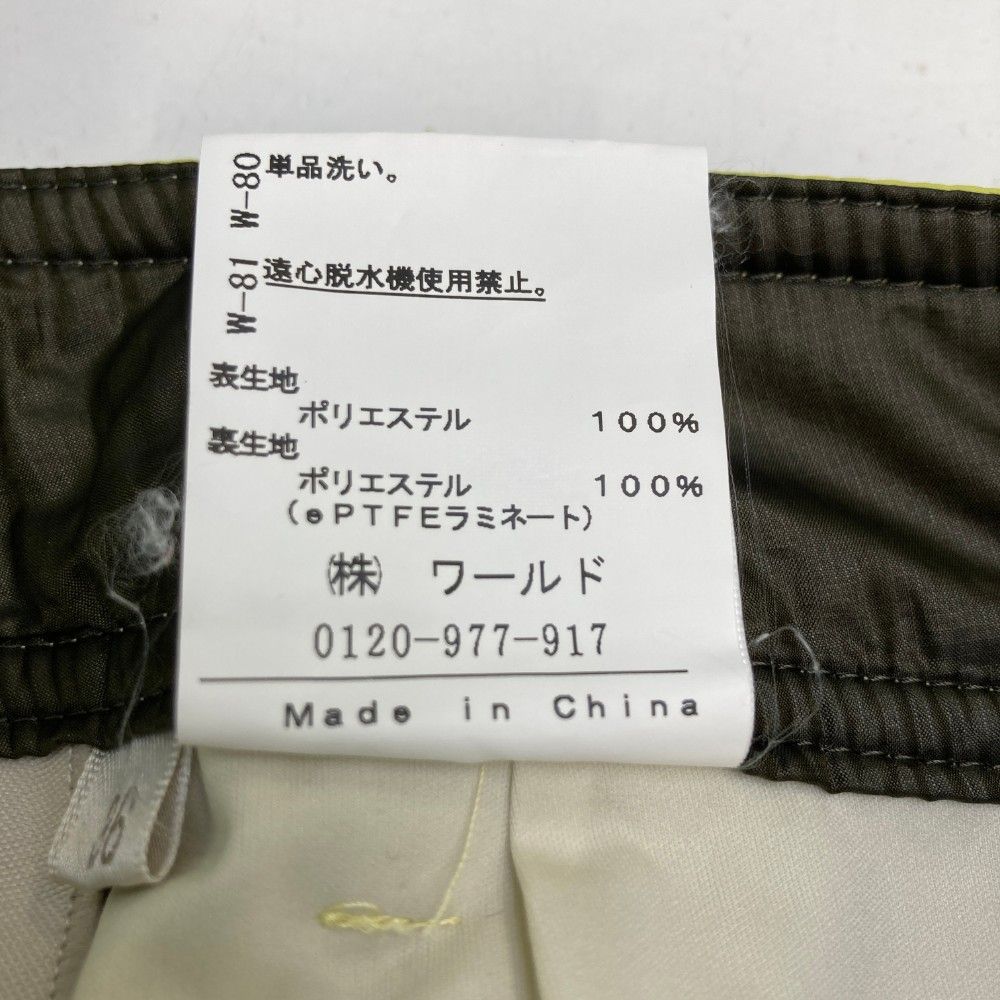 W-80 単品洗い。
W-81 遠心脱水機使用禁止。
表生地
ポリエステル 100%
裏生地
ポリエステル 100%
(ePTFEラミネート)
㈱ ワールド
0120-977-917
Made in China